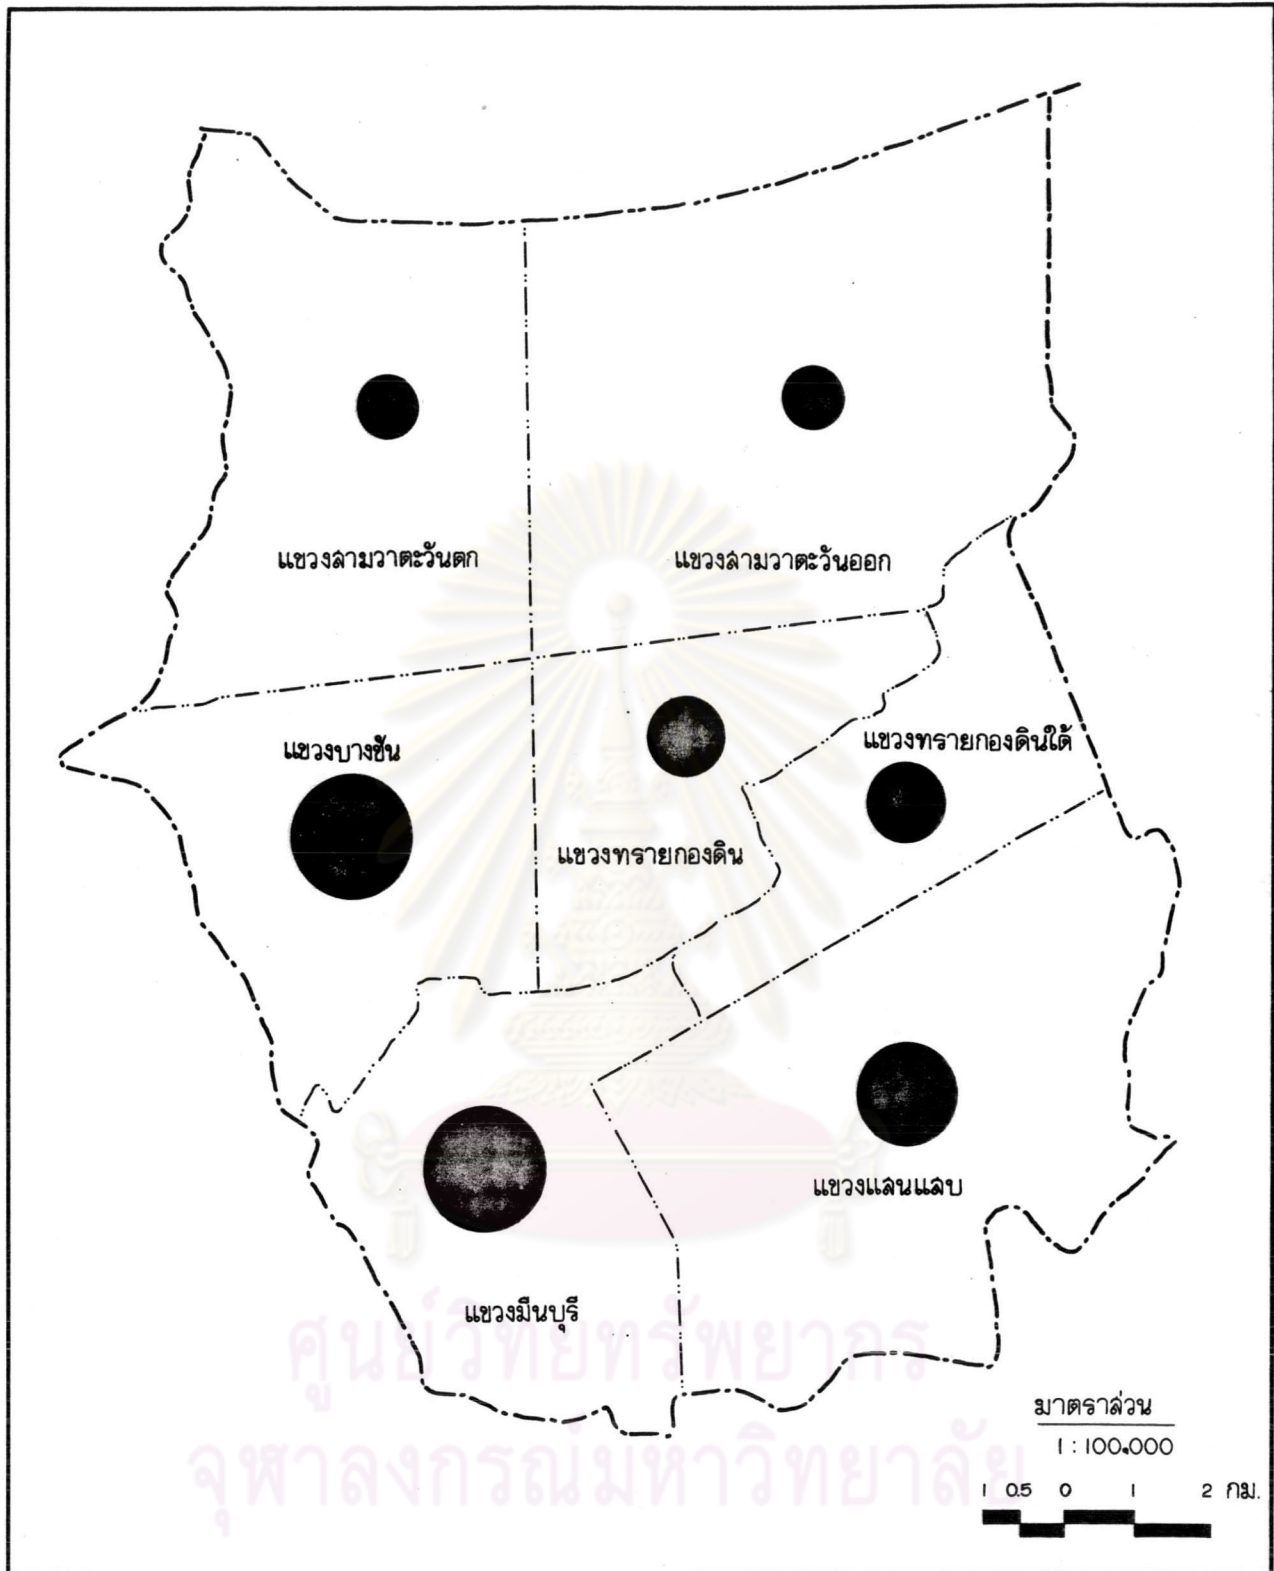 แขวงสามวาตะวันตก
แขวงสามวาตะวันออก
แขวงบางชัน
แขวงทรายกองดินใต้
แขวงทรายกองดิน
แขวงแสนแสบ
แขวงมีนบุรี
ศูนย์วิทยทรัพยากร
จุฬาลงกรณ์มหาวิทยาลัย
มาตราส่วน
1 : 100,000
1 0.5 0 1 2 กม.